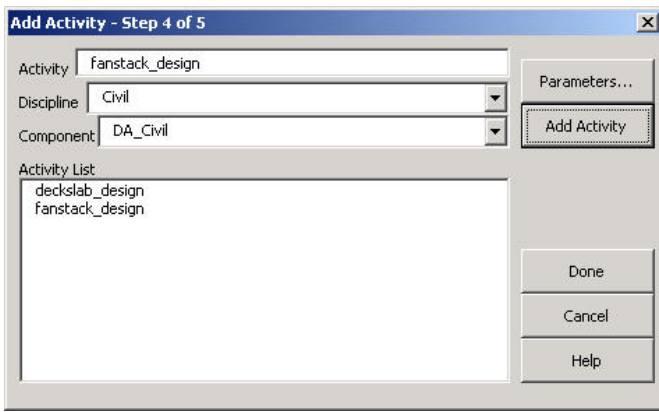 Add Activity - Step 4 of 5
Activity fanstack_design
Parameters...
Discipline Civil
Component DA_Civil
Add Activity
Activity List
deckslab_design
fanstack_design
Done
Cancel
Help